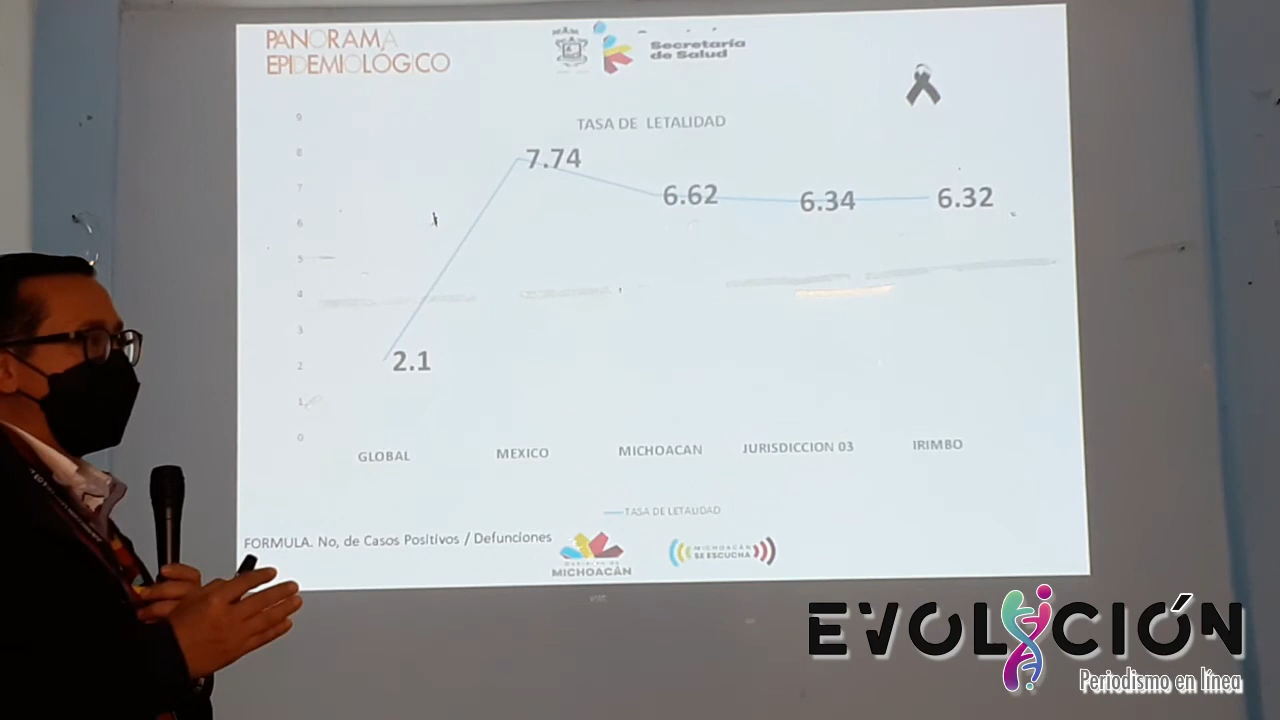 PANORAMA
EPIDEMIOLÓGICO
Secretaría
de Salud
TASA DE LETALIDAD
9
8
7
6
5
4
3
2
1
0
7.74
6.62
6.34
6.32
2.1
GLOBAL
MEXICO
MICHOACAN
JURISDICCION 03
IRIMBO
TASA DE LETALIDAD
FORMULA. No, de Casos Positivos / Defunciones
MICHOACÁN
MICHOACÁN
SE ESCUCHA
EVOLUCIÓN
Periodismo en línea